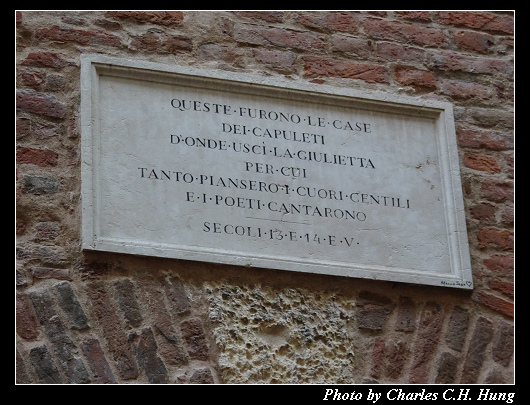 QUESTE·FURONO·LE·CASE
DEI·CAPULETI
D'ONDE·USCÌ·LA·GIULIETTA
PER·CUI
TANTO·PIANSERO·I·CUORI·GENTILI
E·I·POETI·CANTARONO
SECOLI·13·E·14·E·V·
Photo by Charles C.H. Hung